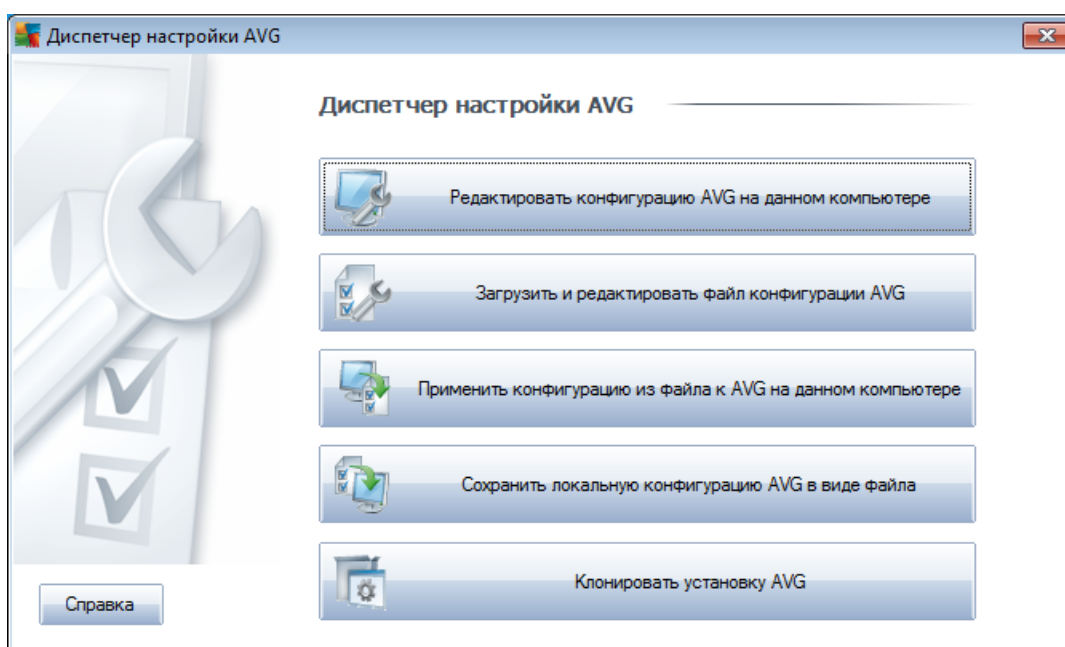 Диспетчер настройки AVG
Диспетчер настройки AVG
Редактировать конфигурацию AVG на данном компьютере
Загрузить и редактировать файл конфигурации AVG
Применить конфигурацию из файла к AVG на данном компьютере
Сохранить локальную конфигурацию AVG в виде файла
Клонировать установку AVG
Справка